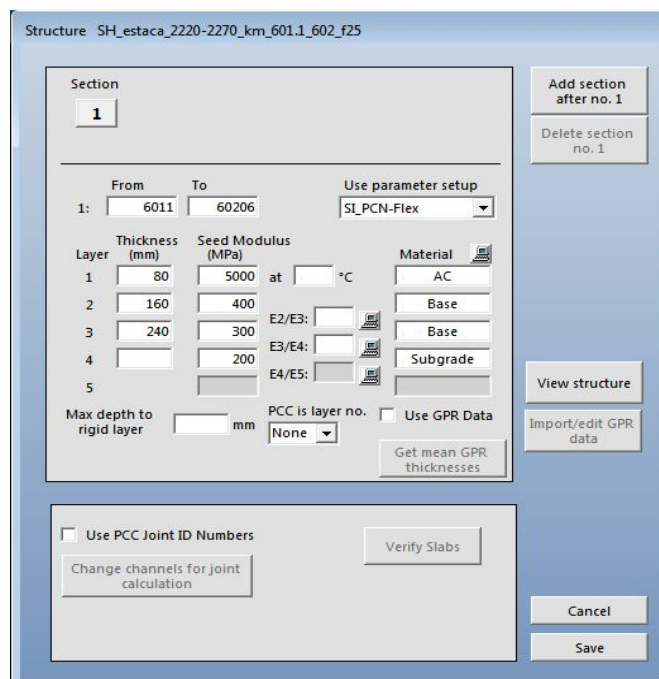 Structure SH_estaca_2220-2270_km_601.1_602_f25
Section
1
Add section after no. 1
Delete section no. 1
From To Use parameter setup
1: 6011 60206 SI_PCN-Flex
Layer Thickness (mm) Seed Modulus (MPa) Material
1 80 5000 at °C AC
2 160 400 Base
E2/E3:
3 240 300 Base
E3/E4:
4 200 Subgrade
E4/E5:
5
View structure
Max depth to rigid layer mm PCC is layer no. None Use GPR Data
Import/edit GPR data
Get mean GPR thicknesses
Use PCC Joint ID Numbers
Verify Slabs
Change channels for joint calculation
Cancel
Save